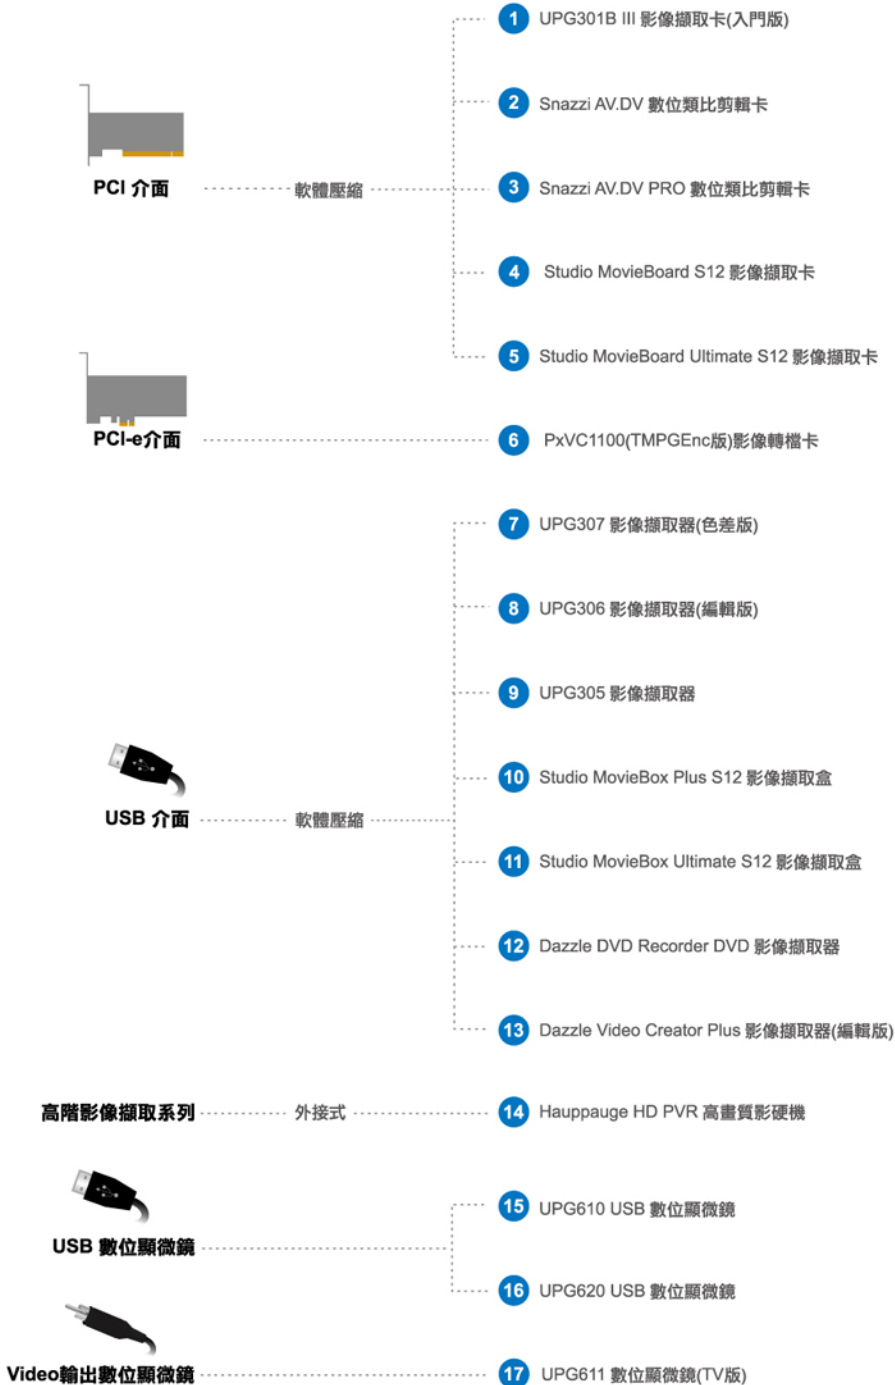 1 UPG301B III 影像擷取卡(入門版)
2 Snazzi AV.DV 數位類比剪輯卡
PCI 介面
軟體壓縮
3 Snazzi AV.DV PRO 數位類比剪輯卡
4 Studio MovieBoard S12 影像擷取卡
5 Studio MovieBoard Ultimate S12 影像擷取卡
PCI-e介面
6 PxVC1100(TMPGEnc版)影像轉檔卡
7 UPG307 影像擷取器(色差版)
8 UPG306 影像擷取器(編輯版)
9 UPG305 影像擷取器
10 Studio MovieBox Plus S12 影像擷取盒
USB 介面
軟體壓縮
11 Studio MovieBox Ultimate S12 影像擷取盒
12 Dazzle DVD Recorder DVD 影像擷取器
13 Dazzle Video Creator Plus 影像擷取器(編輯版)
高階影像擷取系列
外接式
14 Hauppauge HD PVR 高畫質影硬機
15 UPG610 USB 數位顯微鏡
USB 數位顯微鏡
16 UPG620 USB 數位顯微鏡
Video輸出數位顯微鏡
17 UPG611 數位顯微鏡(TV版)